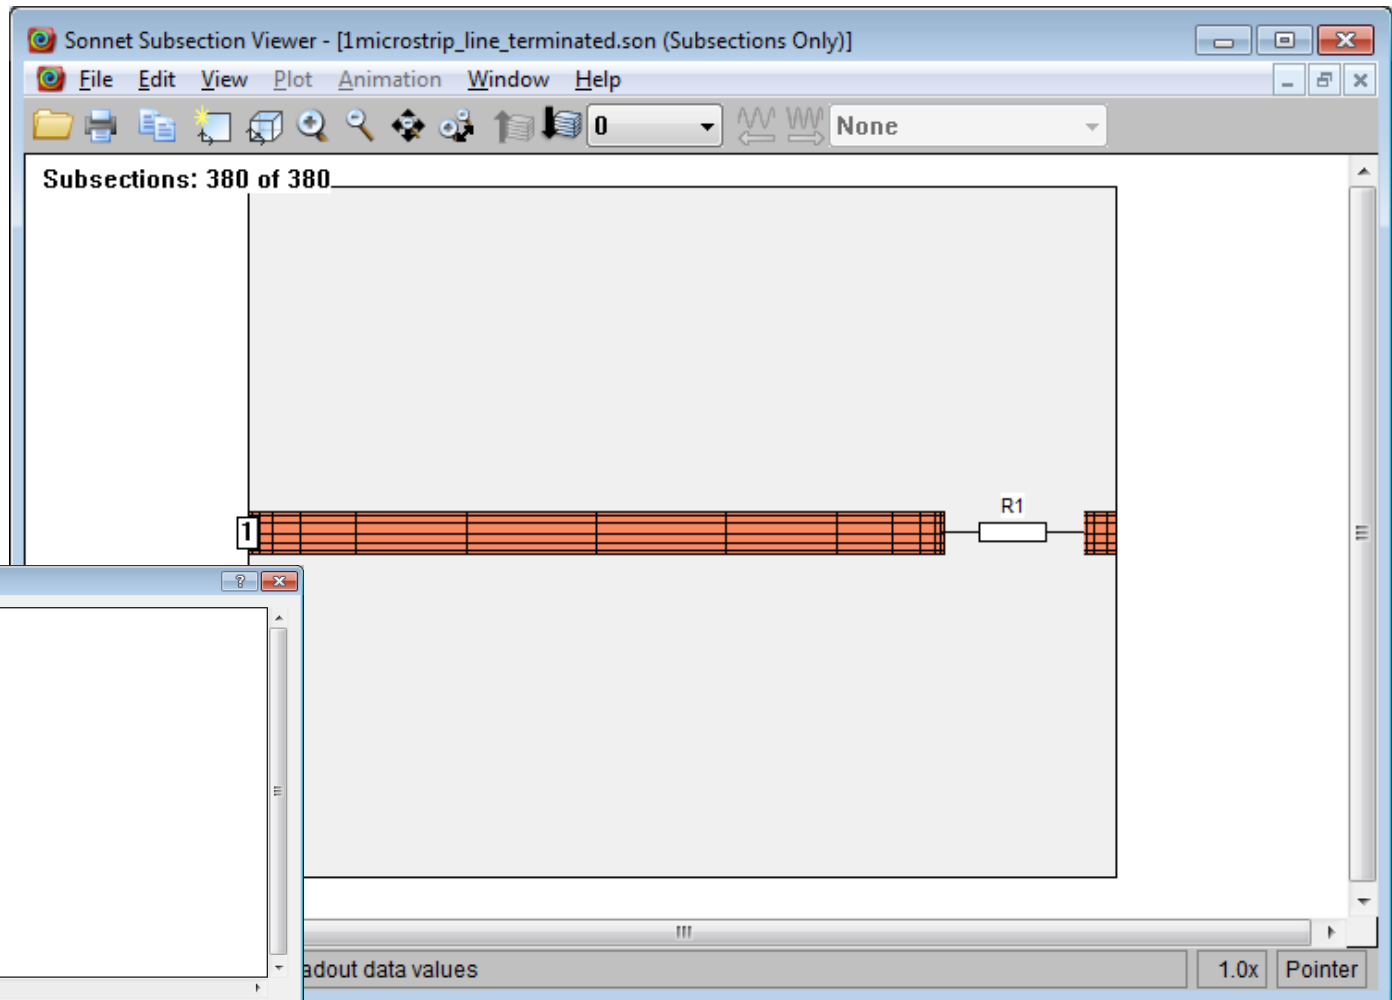 Sonnet Subsection Viewer - [1microstrip_line_terminated.son (Subsections Only)]
File Edit View Plot Animation Window Help
0 None
Subsections: 380 of 380
R1
1
?
adout data values 1.0x Pointer